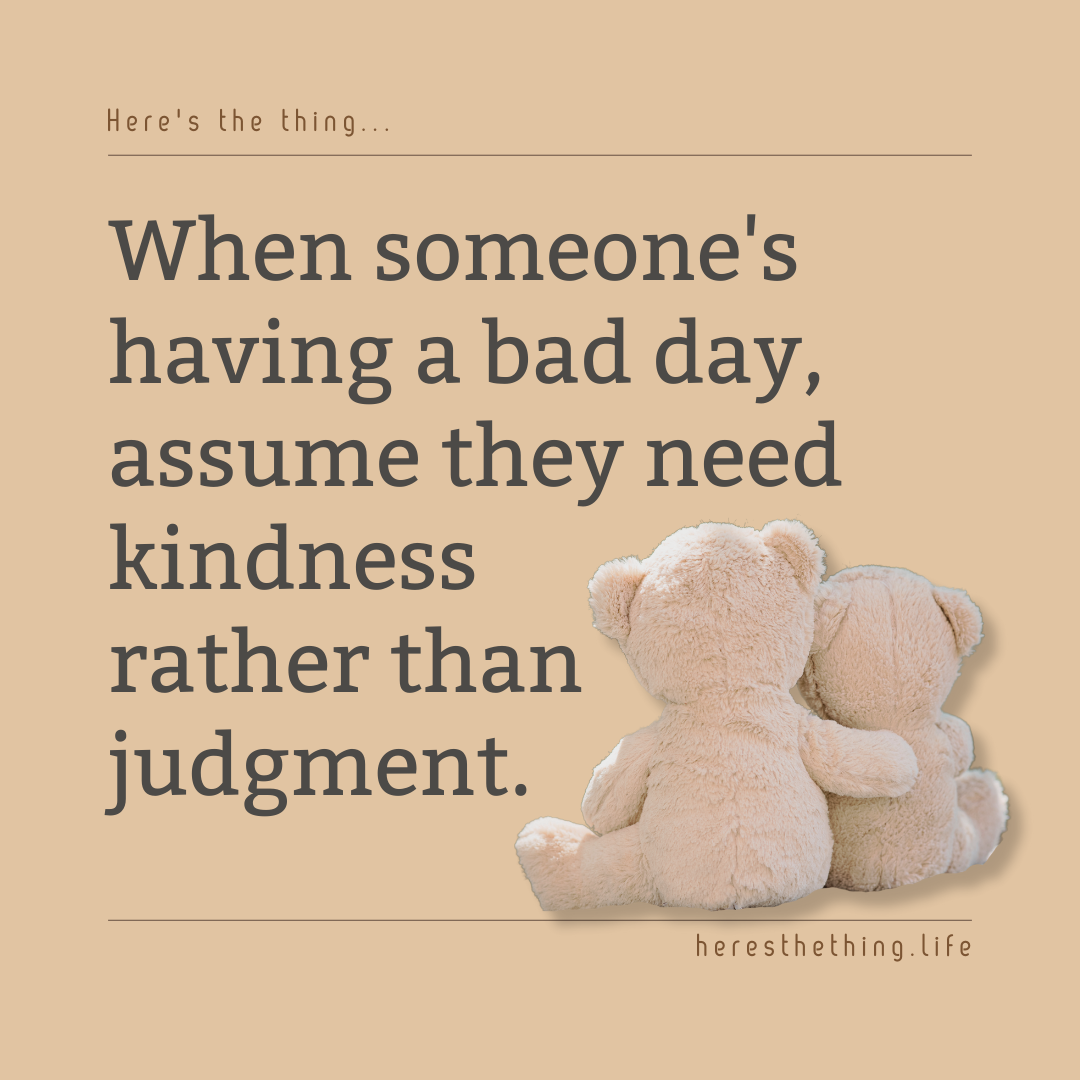 Here's the thing...
When someone's
having a bad day,
assume they need
kindness
rather than
judgment.
heresthething.life